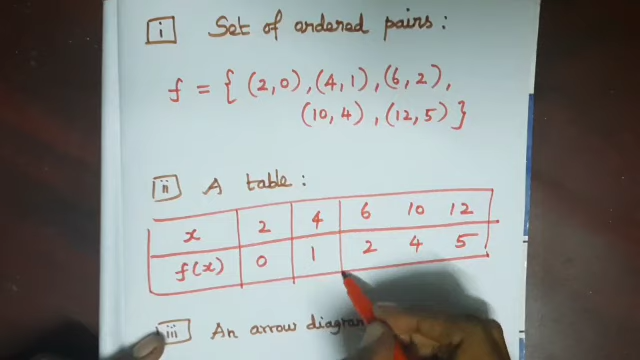 i Set of ordered pairs :
f = { (2, 0) , (4, 1) , (6, 2) ,
(10, 4) , (12, 5) }
ii A table :
x 2 4 6 10 12
f(x) 0 1 2 4 5
iii An arrow diagram